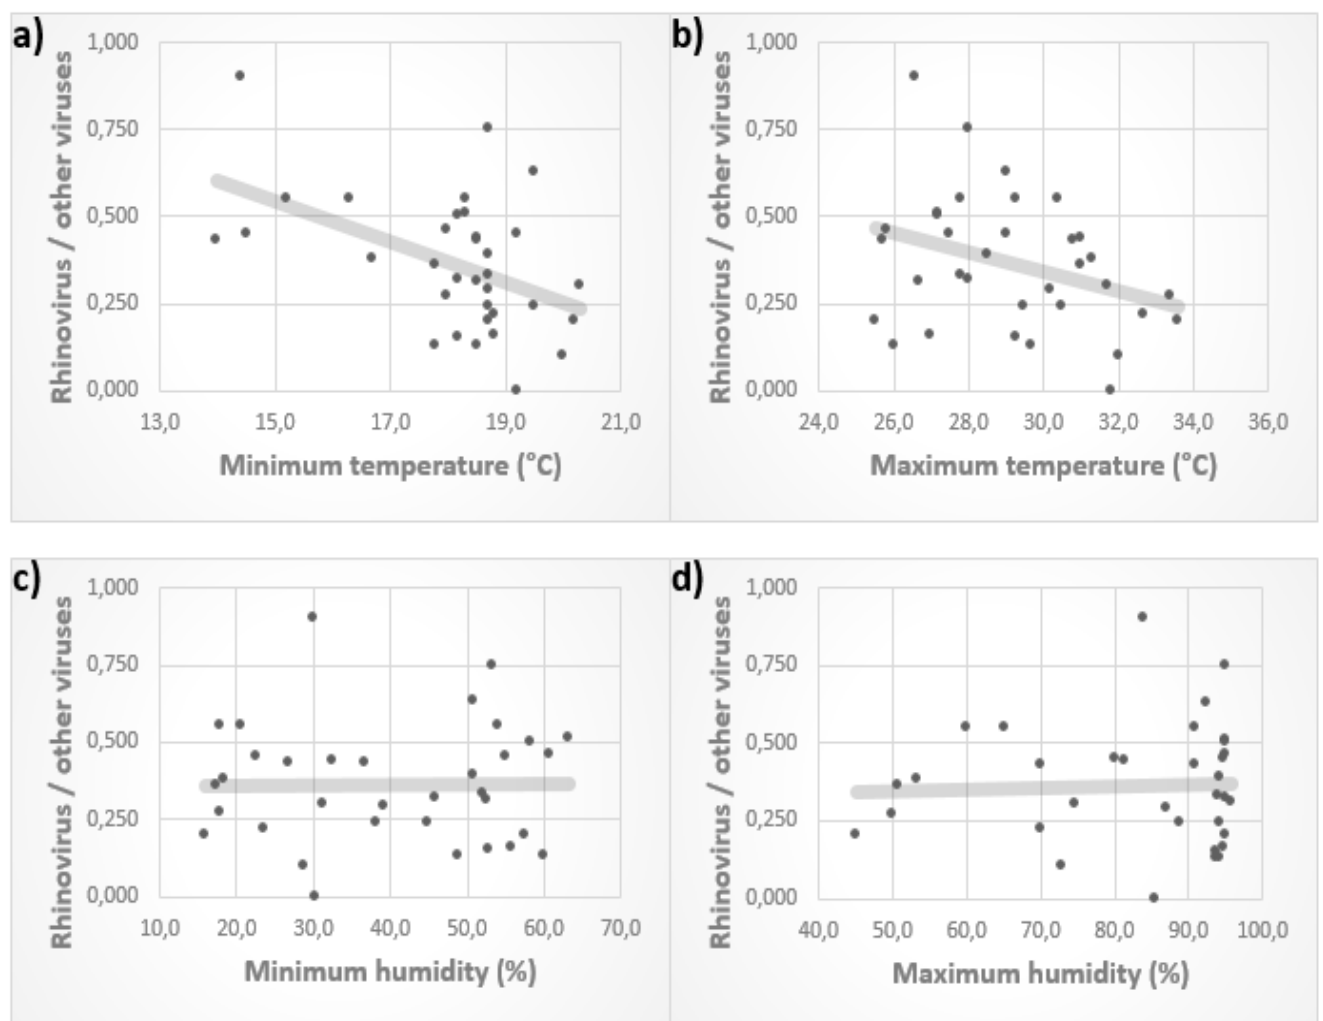 a)
Rhinovirus / other viruses
1,000
0,750
0,500
0,250
0,000
13,0 15,0 17,0 19,0 21,0
Minimum temperature (°C)
b)
Rhinovirus / other viruses
1,000
0,750
0,500
0,250
0,000
24,0 26,0 28,0 30,0 32,0 34,0 36,0
Maximum temperature (°C)
c)
Rhinovirus / other viruses
1,000
0,750
0,500
0,250
0,000
10,0 20,0 30,0 40,0 50,0 60,0 70,0
Minimum humidity (%)
d)
Rhinovirus / other viruses
1,000
0,750
0,500
0,250
0,000
40,0 50,0 60,0 70,0 80,0 90,0 100,0
Maximum humidity (%)